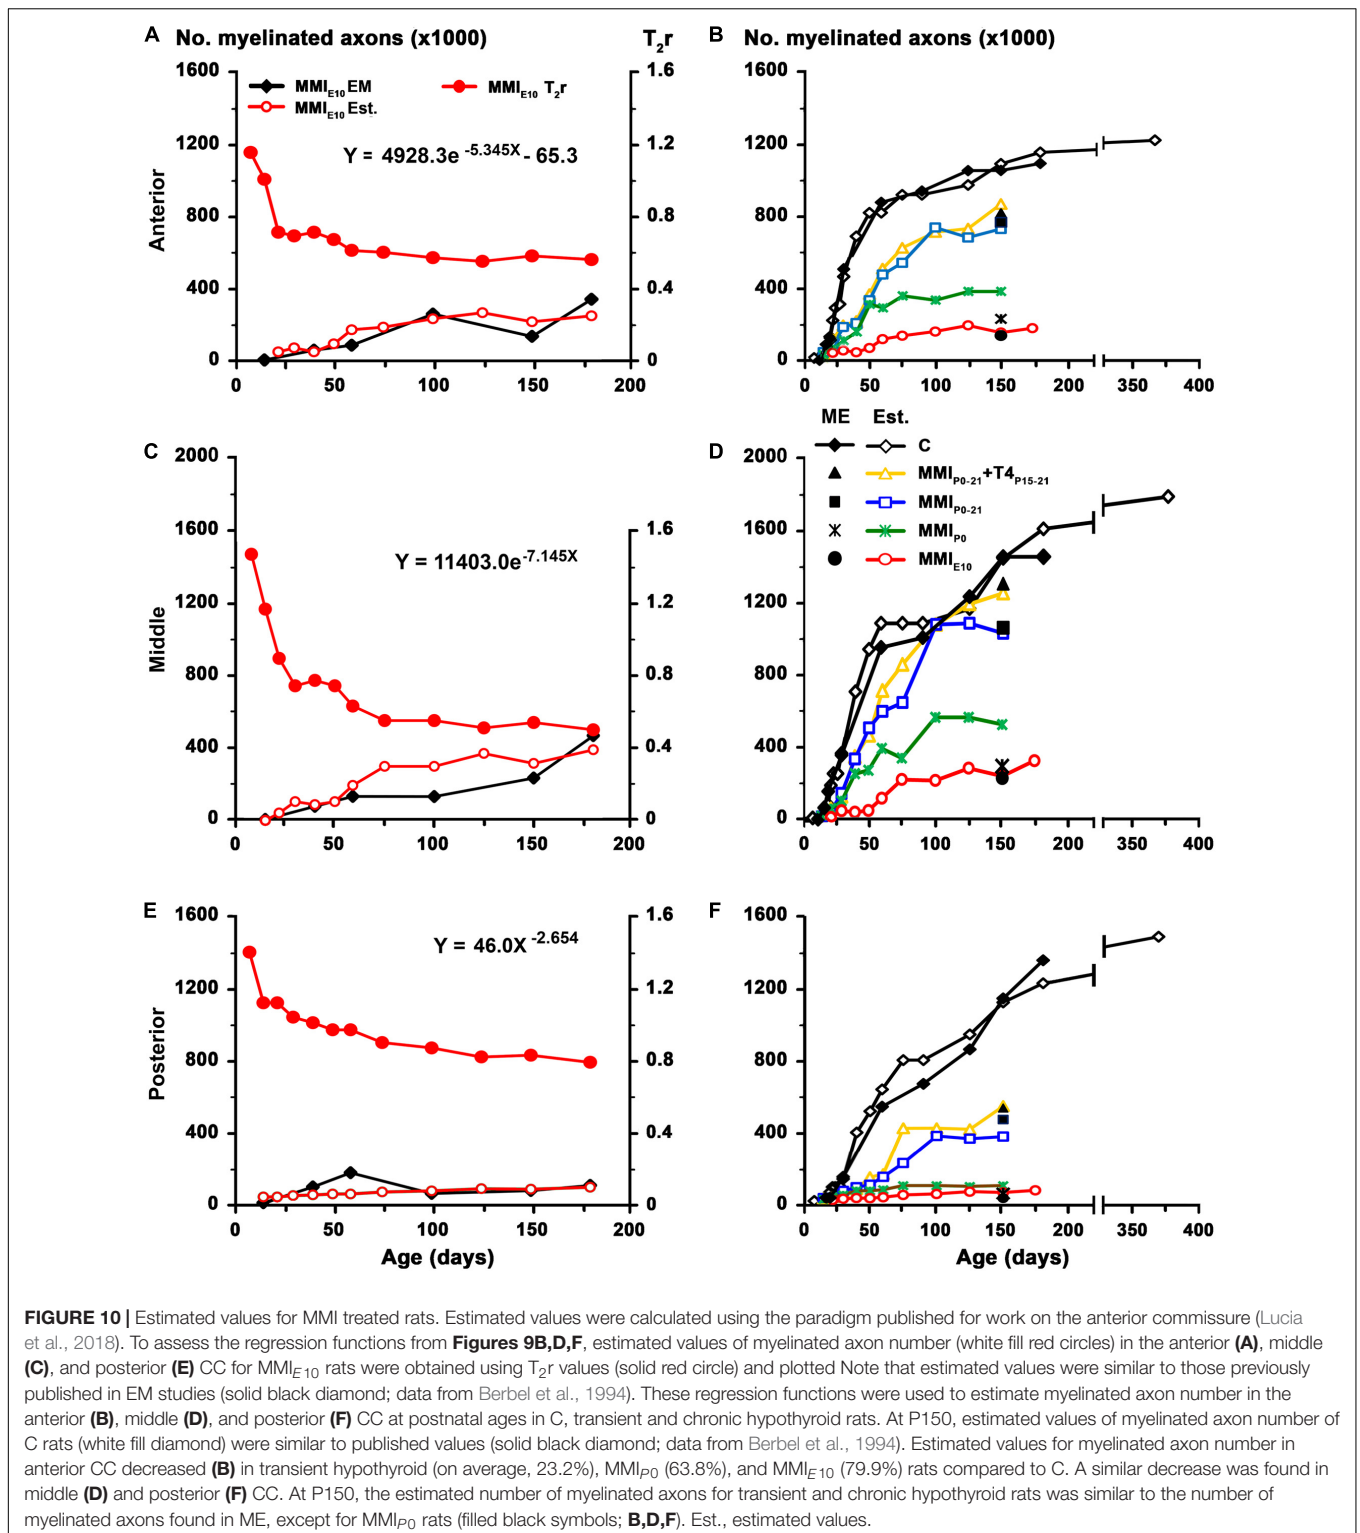 A No. myelinated axons (x1000) T2r
1600 1.6
MMIE10 EM MMIE10 T2r
MMIE10 Est.
1200 1.2
Y = 4928.3e -5.345X - 65.3
Anterior
800 0.8
400 0.4
0 0
0 50 100 150 200
B No. myelinated axons (x1000)
1600
1200
800
400
0
0 50 100 150 200 350 400
C
2000
1600 1.6
Y = 11403.0e-7.145X
1200 1.2
Middle
800 0.8
400 0.4
0 0
0 50 100 150 200
D
ME Est.
C
MMIP0-21+T4P15-21
MMIP0-21
MMIP0
MMIE10
2000
1600
1200
800
400
0
0 50 100 150 200 350 400
E
1600 1.6
Y = 46.0X -2.654
1200 1.2
Posterior
800 0.8
400 0.4
0 0
0 50 100 150 200
Age (days)
F
1600
1200
800
400
0
0 50 100 150 200 350 400
Age (days)
FIGURE 10 | Estimated values for MMI treated rats. Estimated values were calculated using the paradigm published for work on the anterior commissure (Lucia
et al., 2018). To assess the regression functions from Figures 9B,D,F, estimated values of myelinated axon number (white fill red circles) in the anterior (A), middle
(C), and posterior (E) CC for MMIE10 rats were obtained using T2r values (solid red circle) and plotted Note that estimated values were similar to those previously
published in EM studies (solid black diamond; data from Berbel et al., 1994). These regression functions were used to estimate myelinated axon number in the
anterior (B), middle (D), and posterior (F) CC at postnatal ages in C, transient and chronic hypothyroid rats. At P150, estimated values of myelinated axon number of
C rats (white fill diamond) were similar to published values (solid black diamond; data from Berbel et al., 1994). Estimated values for myelinated axon number in
anterior CC decreased (B) in transient hypothyroid (on average, 23.2%), MMIP0 (63.8%), and MMIE10 (79.9%) rats compared to C. A similar decrease was found in
middle (D) and posterior (F) CC. At P150, the estimated number of myelinated axons for transient and chronic hypothyroid rats was similar to the number of
myelinated axons found in ME, except for MMIP0 rats (filled black symbols; B,D,F). Est., estimated values.